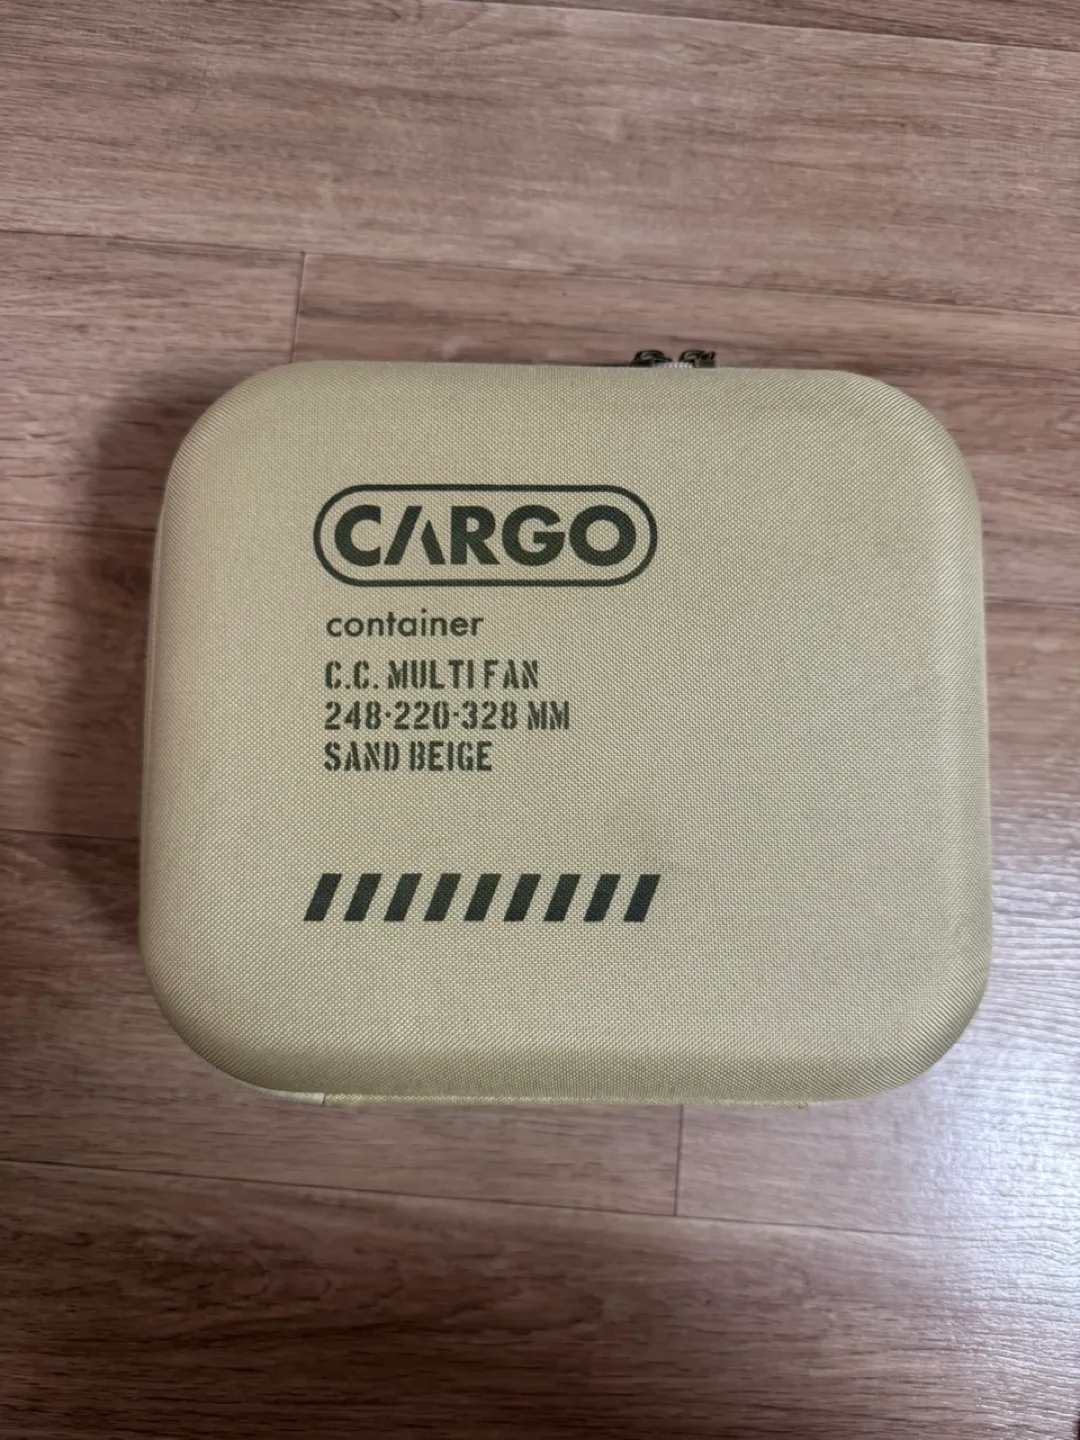 CARGO
container
C.C. MULTI FAN
248·220·328 MM
SAND BEIGE